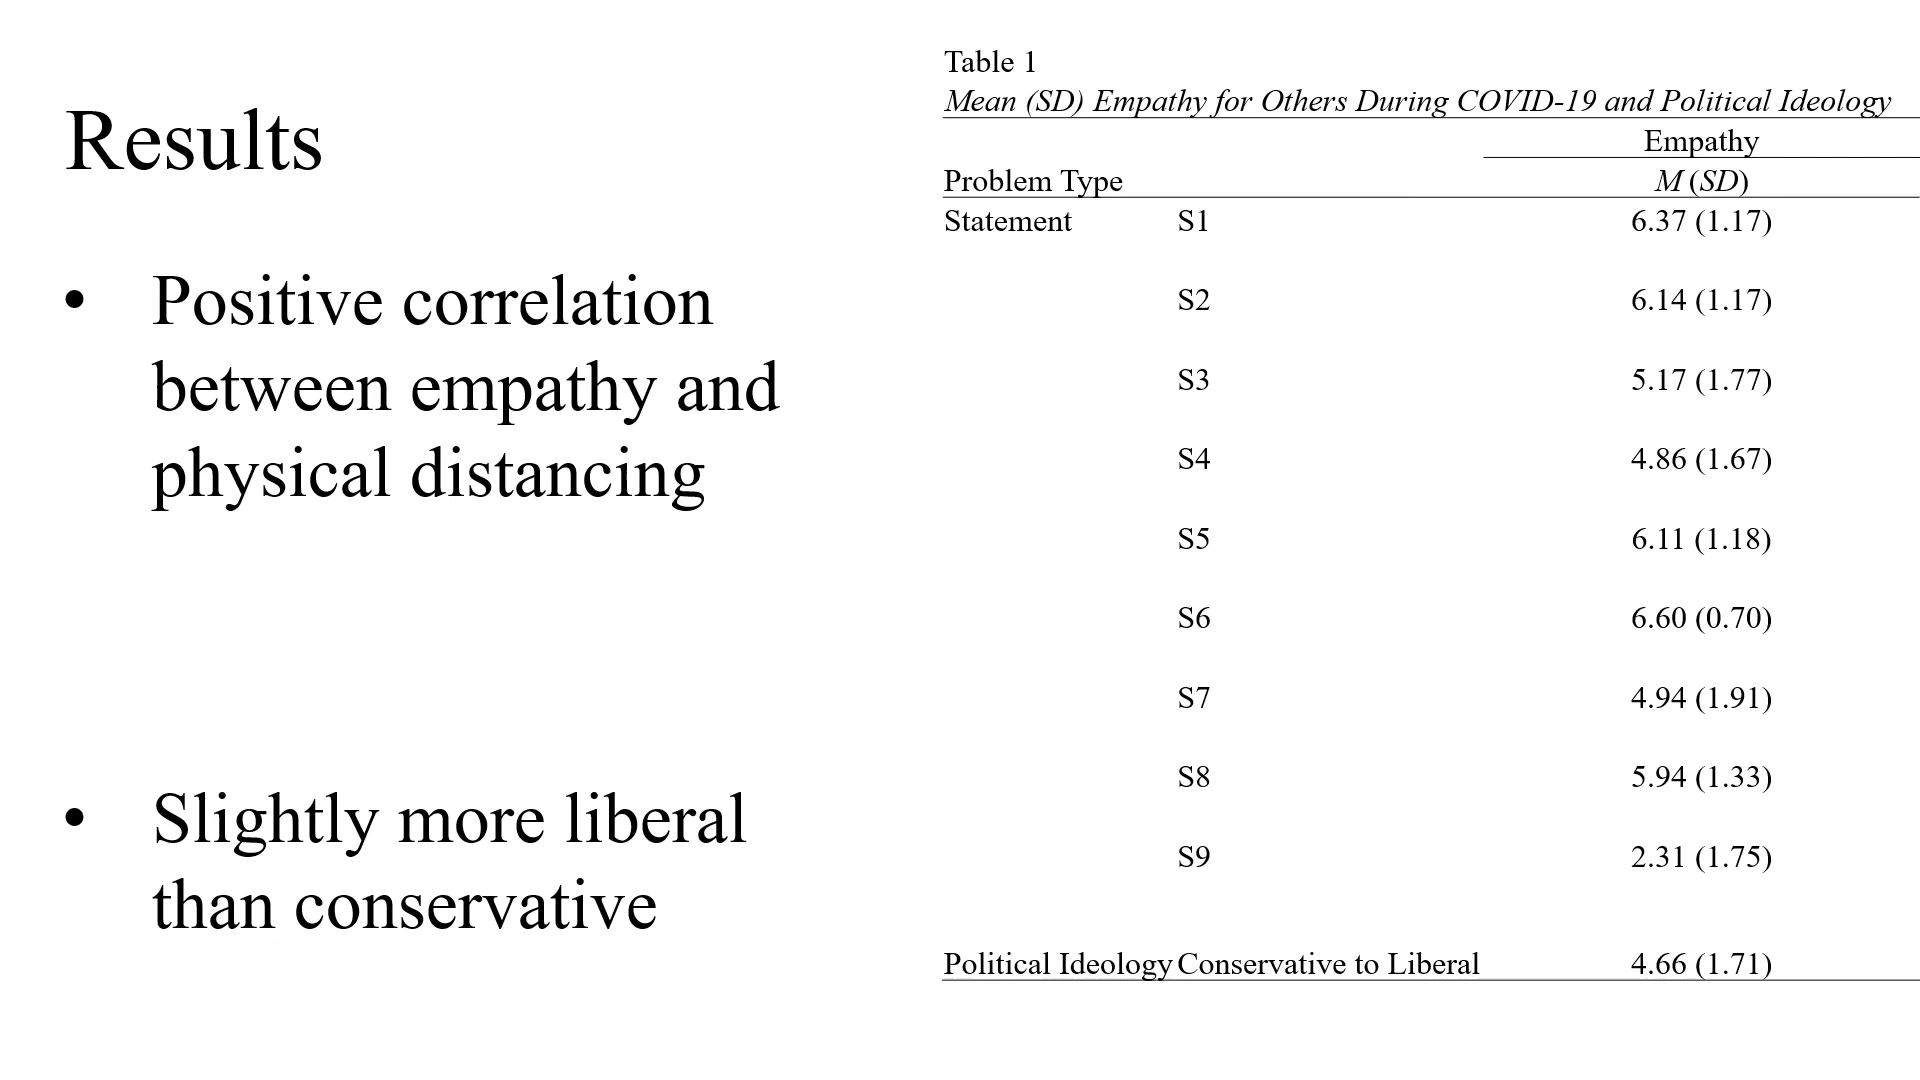 Results
• Positive correlation
between empathy and
physical distancing
• Slightly more liberal
than conservative
Table 1
Mean (SD) Empathy for Others During COVID-19 and Political Ideology
Empathy
Problem Type M (SD)
Statement S1 6.37 (1.17)
S2 6.14 (1.17)
S3 5.17 (1.77)
S4 4.86 (1.67)
S5 6.11 (1.18)
S6 6.60 (0.70)
S7 4.94 (1.91)
S8 5.94 (1.33)
S9 2.31 (1.75)
Political Ideology Conservative to Liberal 4.66 (1.71)